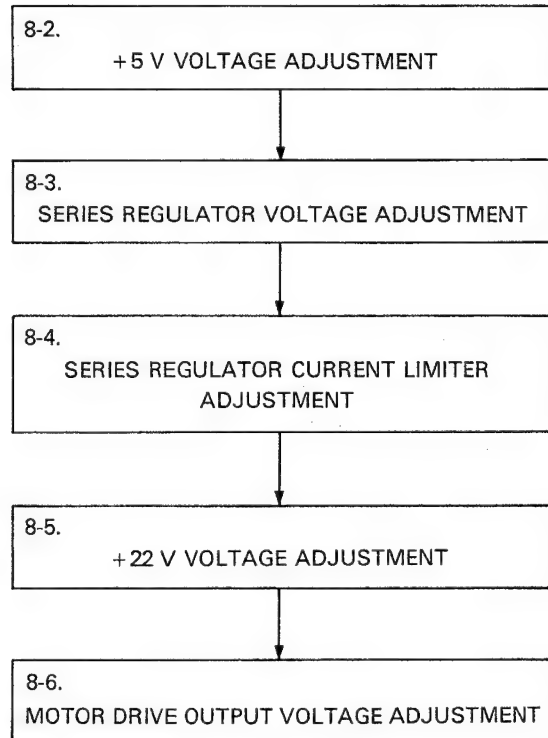 8-2.
+5 V VOLTAGE ADJUSTMENT
8-3.
SERIES REGULATOR VOLTAGE ADJUSTMENT
8-4.
SERIES REGULATOR CURRENT LIMITER
ADJUSTMENT
8-5.
+22 V VOLTAGE ADJUSTMENT
8-6.
MOTOR DRIVE OUTPUT VOLTAGE ADJUSTMENT